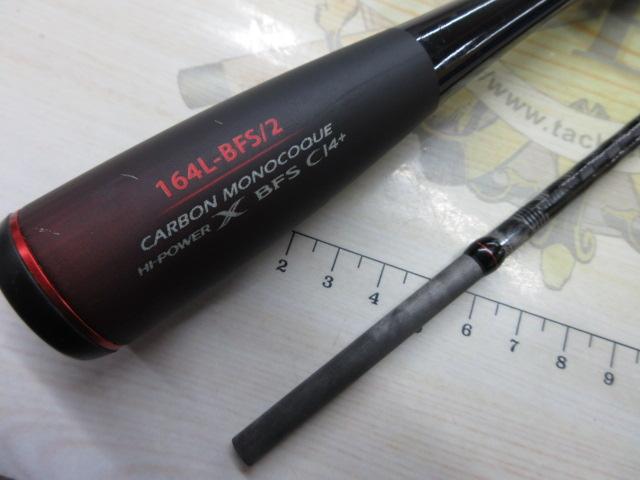 164L-BFS/2
CARBON MONOCOQUE
HI-POWER X BFS CI4+
www.tack
2 3 4 6 7 8 9